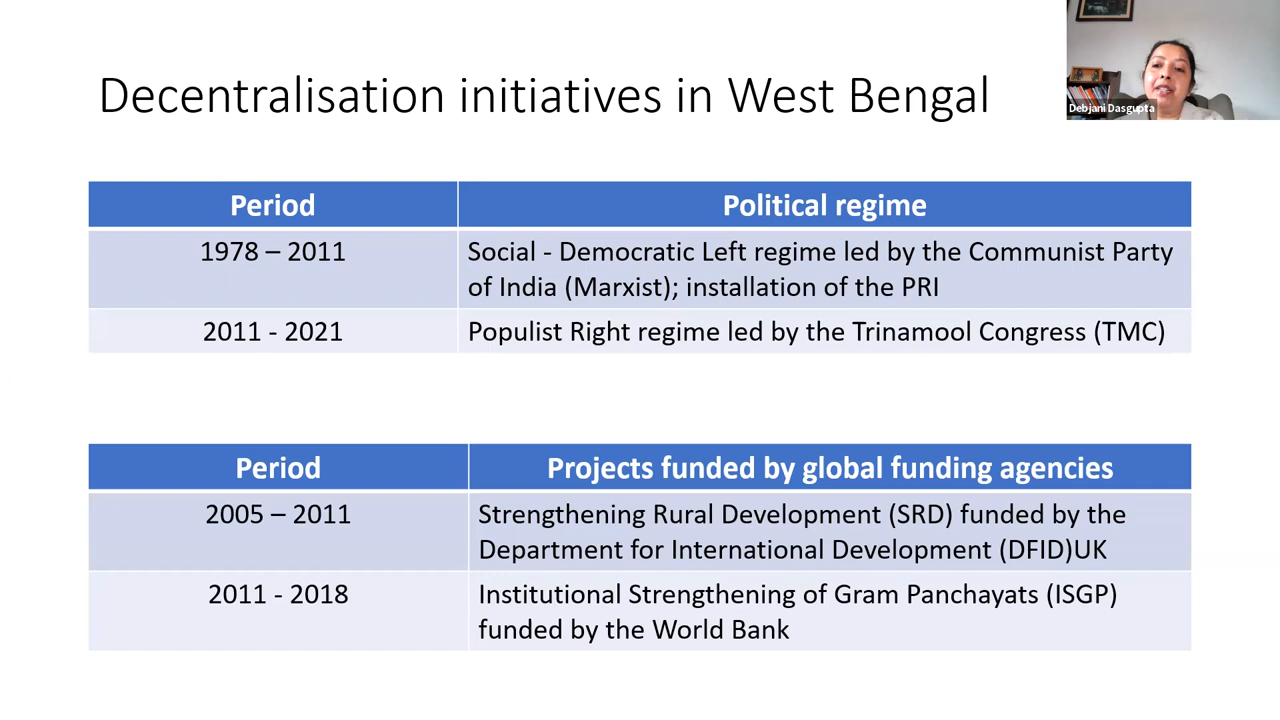 Decentralisation initiatives in West Bengal
Debjani Dasgupta
Period
Political regime
1978 – 2011
Social - Democratic Left regime led by the Communist Party
of India (Marxist); installation of the PRI
2011 - 2021
Populist Right regime led by the Trinamool Congress (TMC)
Period
Projects funded by global funding agencies
2005 – 2011
Strengthening Rural Development (SRD) funded by the
Department for International Development (DFID)UK
2011 - 2018
Institutional Strengthening of Gram Panchayats (ISGP)
funded by the World Bank